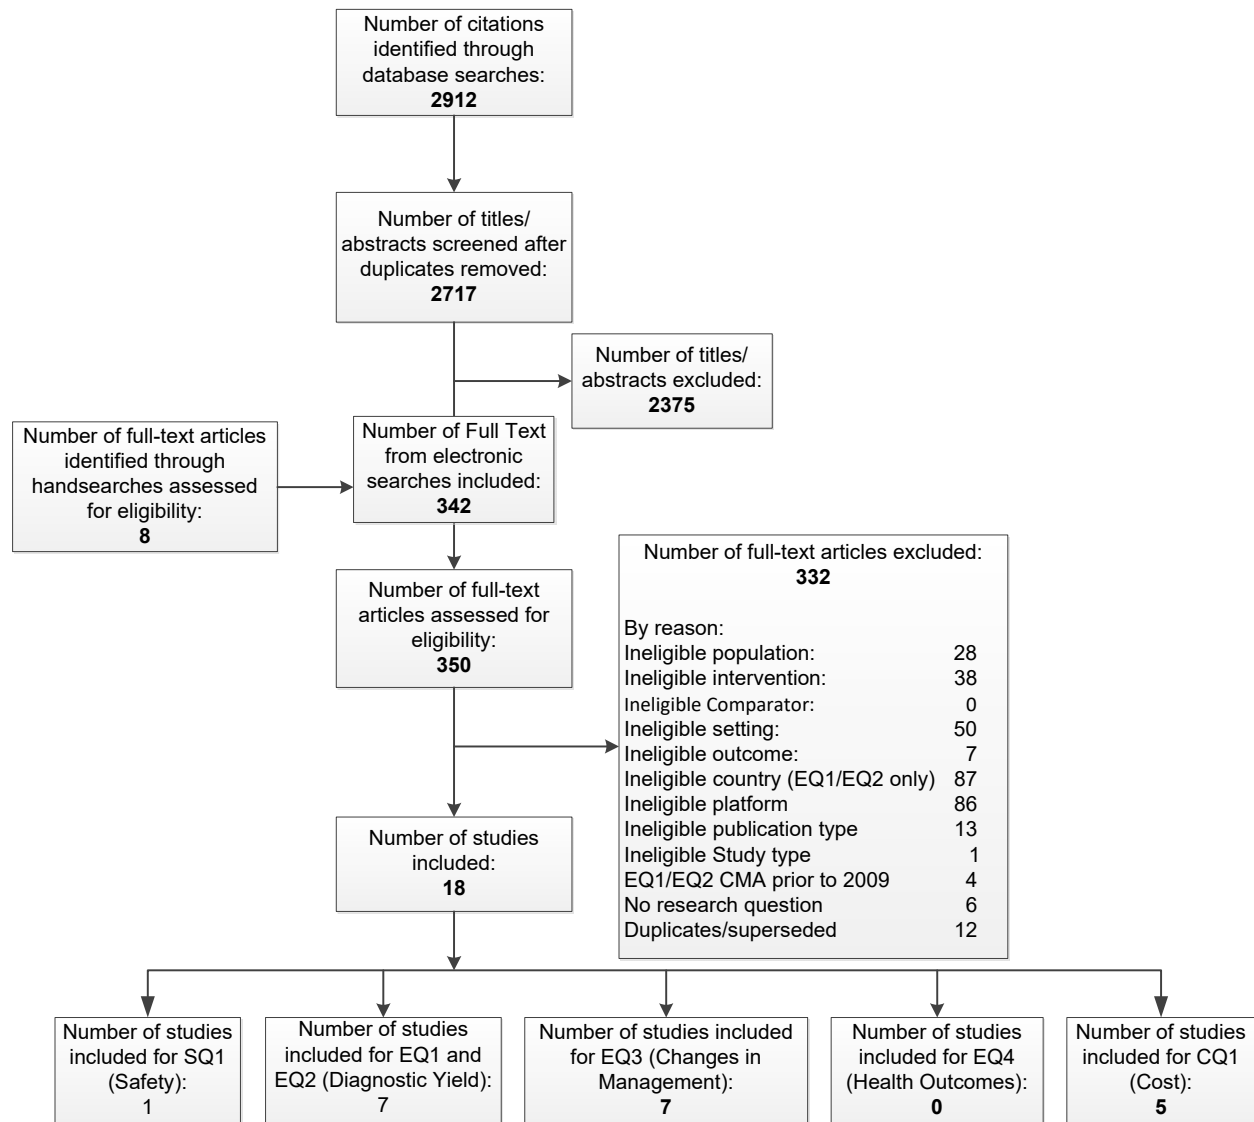 Number of citations
identified through
database searches:
2912
Number of titles/
abstracts screened after
duplicates removed:
2717
Number of titles/
abstracts excluded:
2375
Number of full-text articles
identified through
handsearches assessed
for eligibility:
8
Number of Full Text
from electronic
searches included:
342
Number of full-text
articles assessed for
eligibility:
350
Number of full-text articles excluded:
332
By reason:
Ineligible population: 28
Ineligible intervention: 38
Ineligible Comparator: 0
Ineligible setting: 50
Ineligible outcome: 7
Ineligible country (EQ1/EQ2 only) 87
Ineligible platform 86
Ineligible publication type 13
Ineligible Study type 1
EQ1/EQ2 CMA prior to 2009 4
No research question 6
Duplicates/superseded 12
Number of studies
included:
18
Number of studies
included for SQ1
(Safety):
1
Number of studies
included for EQ1 and
EQ2 (Diagnostic Yield):
7
Number of studies included
for EQ3 (Changes in
Management):
7
Number of studies
included for EQ4
(Health Outcomes):
0
Number of studies
included for CQ1
(Cost):
5